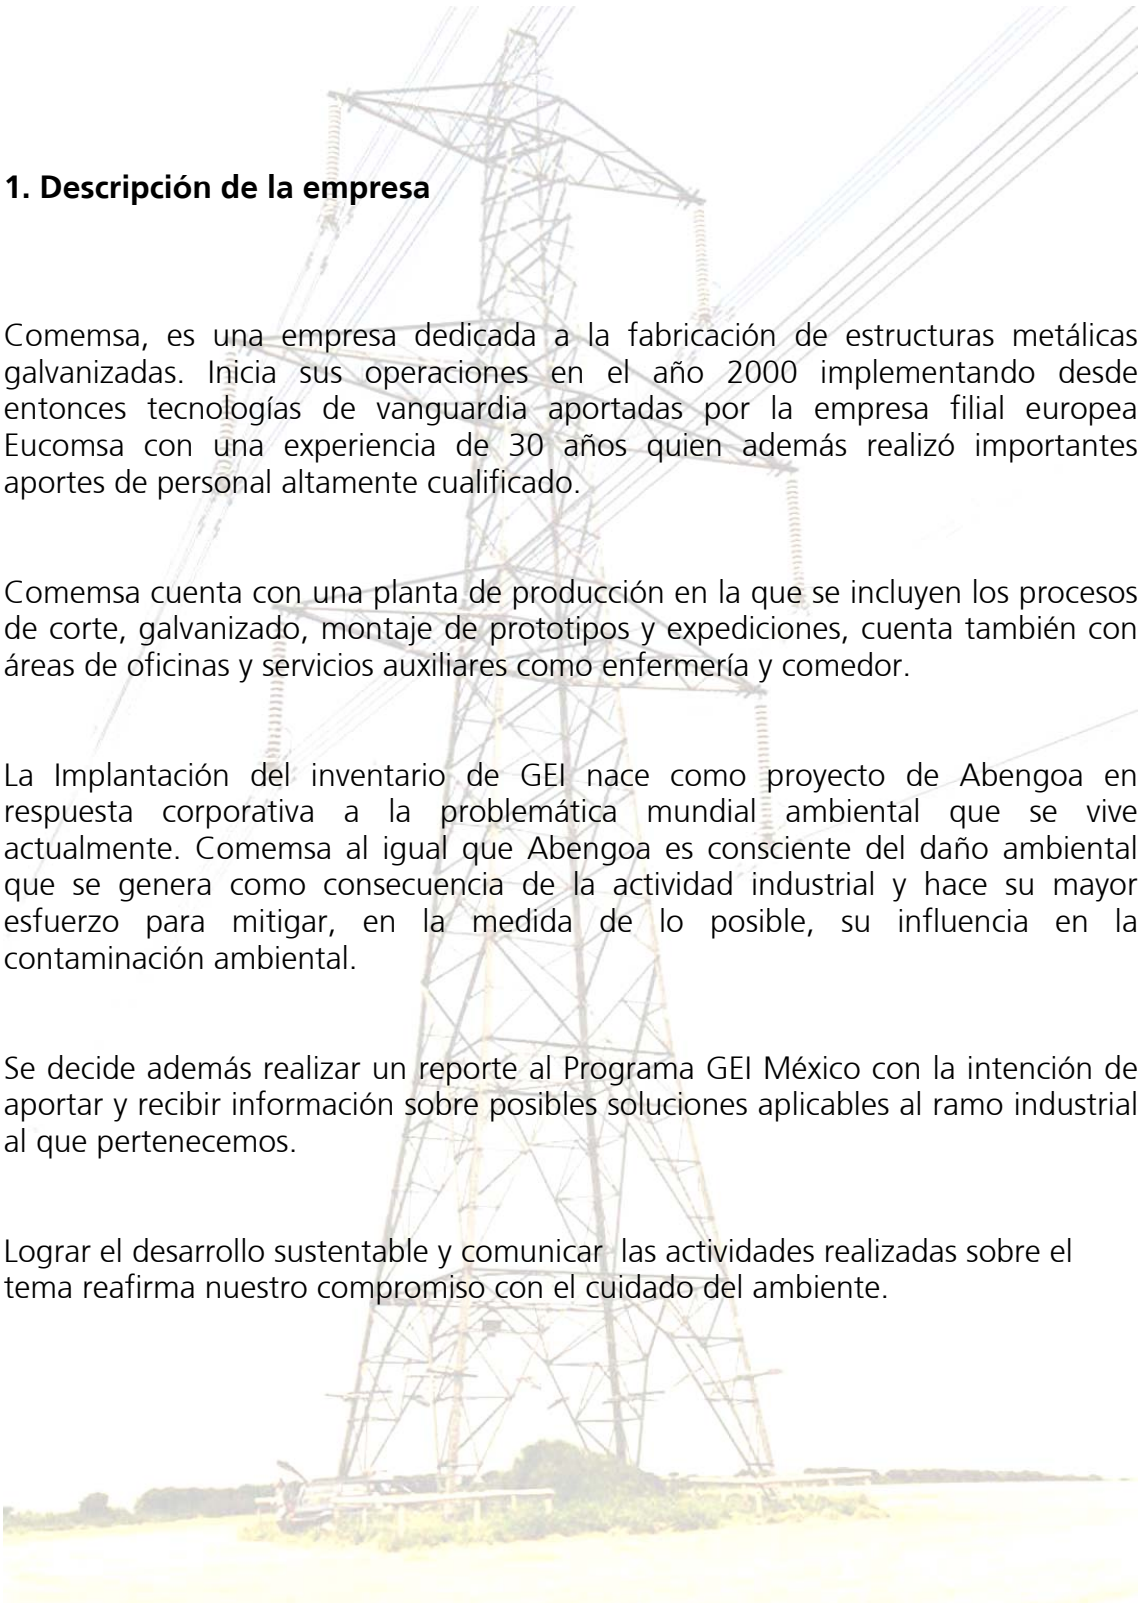 1. Descripción de la empresa
Comemsa, es una empresa dedicada a la fabricación de estructuras metálicas
galvanizadas. Inicia sus operaciones en el año 2000 implementando desde
entonces tecnologías de vanguardia aportadas por la empresa filial europea
Eucomsa con una experiencia de 30 años quien además realizó importantes
aportes de personal altamente cualificado.
Comemsa cuenta con una planta de producción en la que se incluyen los procesos
de corte, galvanizado, montaje de prototipos y expediciones, cuenta también con
áreas de oficinas y servicios auxiliares como enfermería y comedor.
La Implantación del inventario de GEI nace como proyecto de Abengoa en
respuesta corporativa a la problemática mundial ambiental que se vive
actualmente. Comemsa al igual que Abengoa es consciente del daño ambiental
que se genera como consecuencia de la actividad industrial y hace su mayor
esfuerzo para mitigar, en la medida de lo posible, su influencia en la
contaminación ambiental.
Se decide además realizar un reporte al Programa GEI México con la intención de
aportar y recibir información sobre posibles soluciones aplicables al ramo industrial
al que pertenecemos.
Lograr el desarrollo sustentable y comunicar  las actividades realizadas sobre el
tema reafirma nuestro compromiso con el cuidado del ambiente.